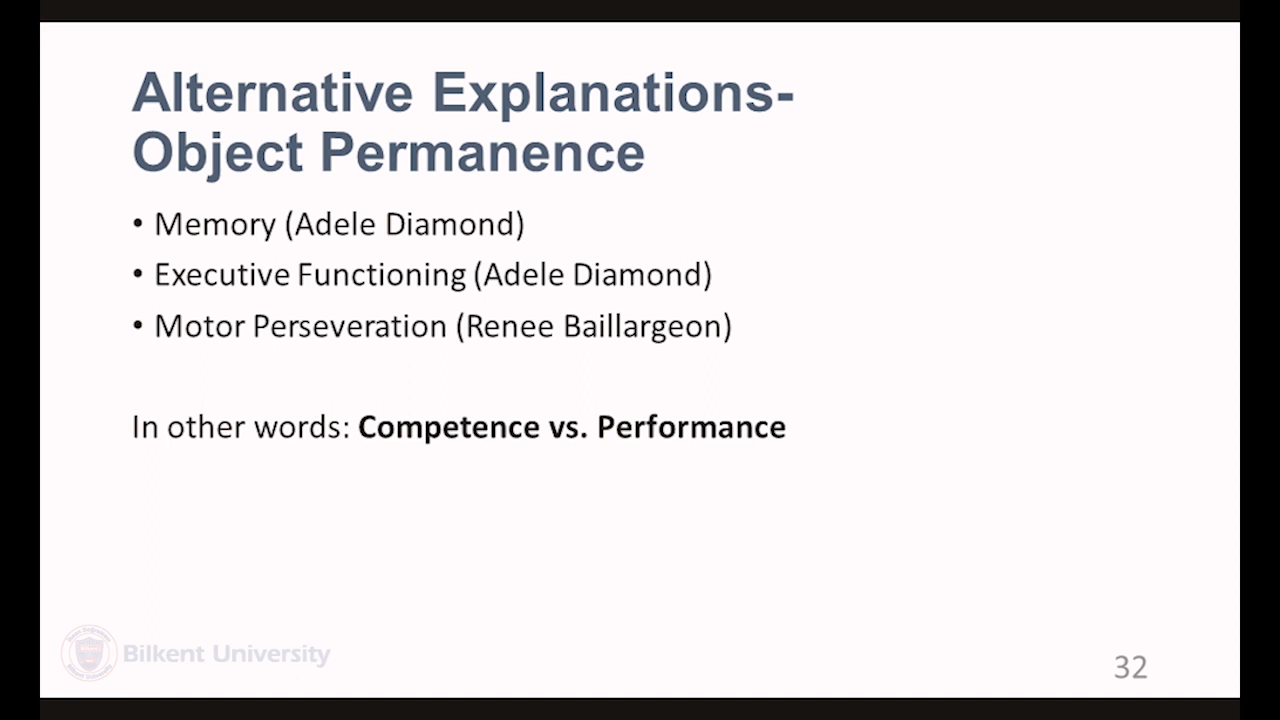 Alternative Explanations-
Object Permanence
• Memory (Adele Diamond)
• Executive Functioning (Adele Diamond)
• Motor Perseveration (Renee Baillargeon)
In other words: Competence vs. Performance
Bilkent University
32